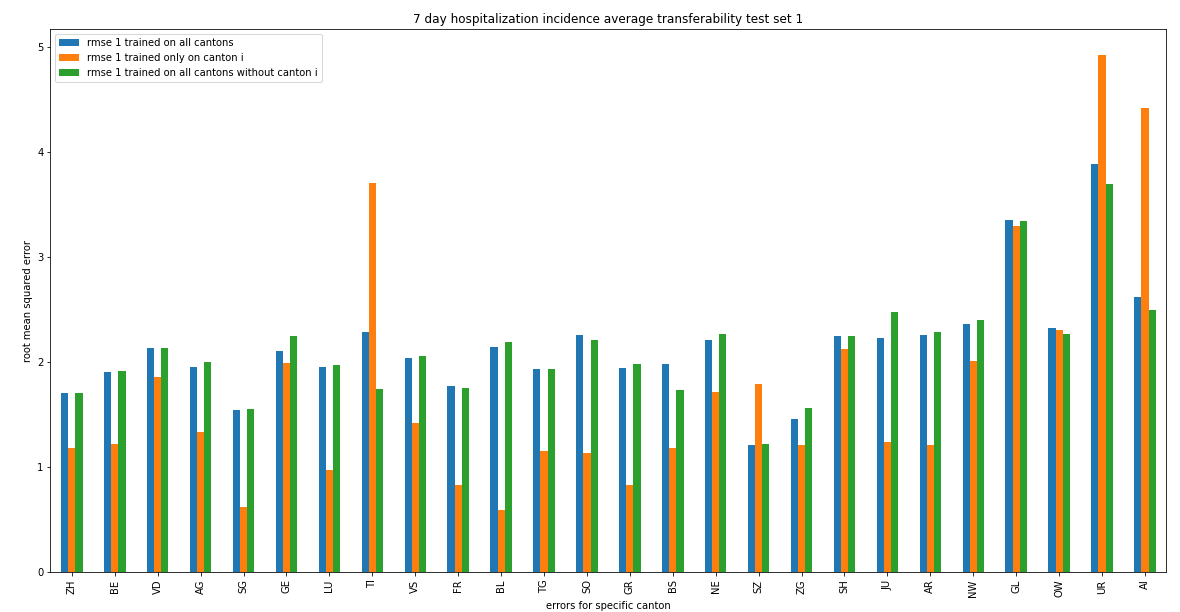 7 day hospitalization incidence average transferability test set 1
rmse 1 trained on all cantons
rmse 1 trained only on canton i
rmse 1 trained on all cantons without canton i
root mean squared error
5
4
3
2
1
0
ZH BE VD AG SG GE LU TI VS FR BL TG SO GR BS NE SZ ZG SH JU AR NW GL OW UR AI
errors for specific canton